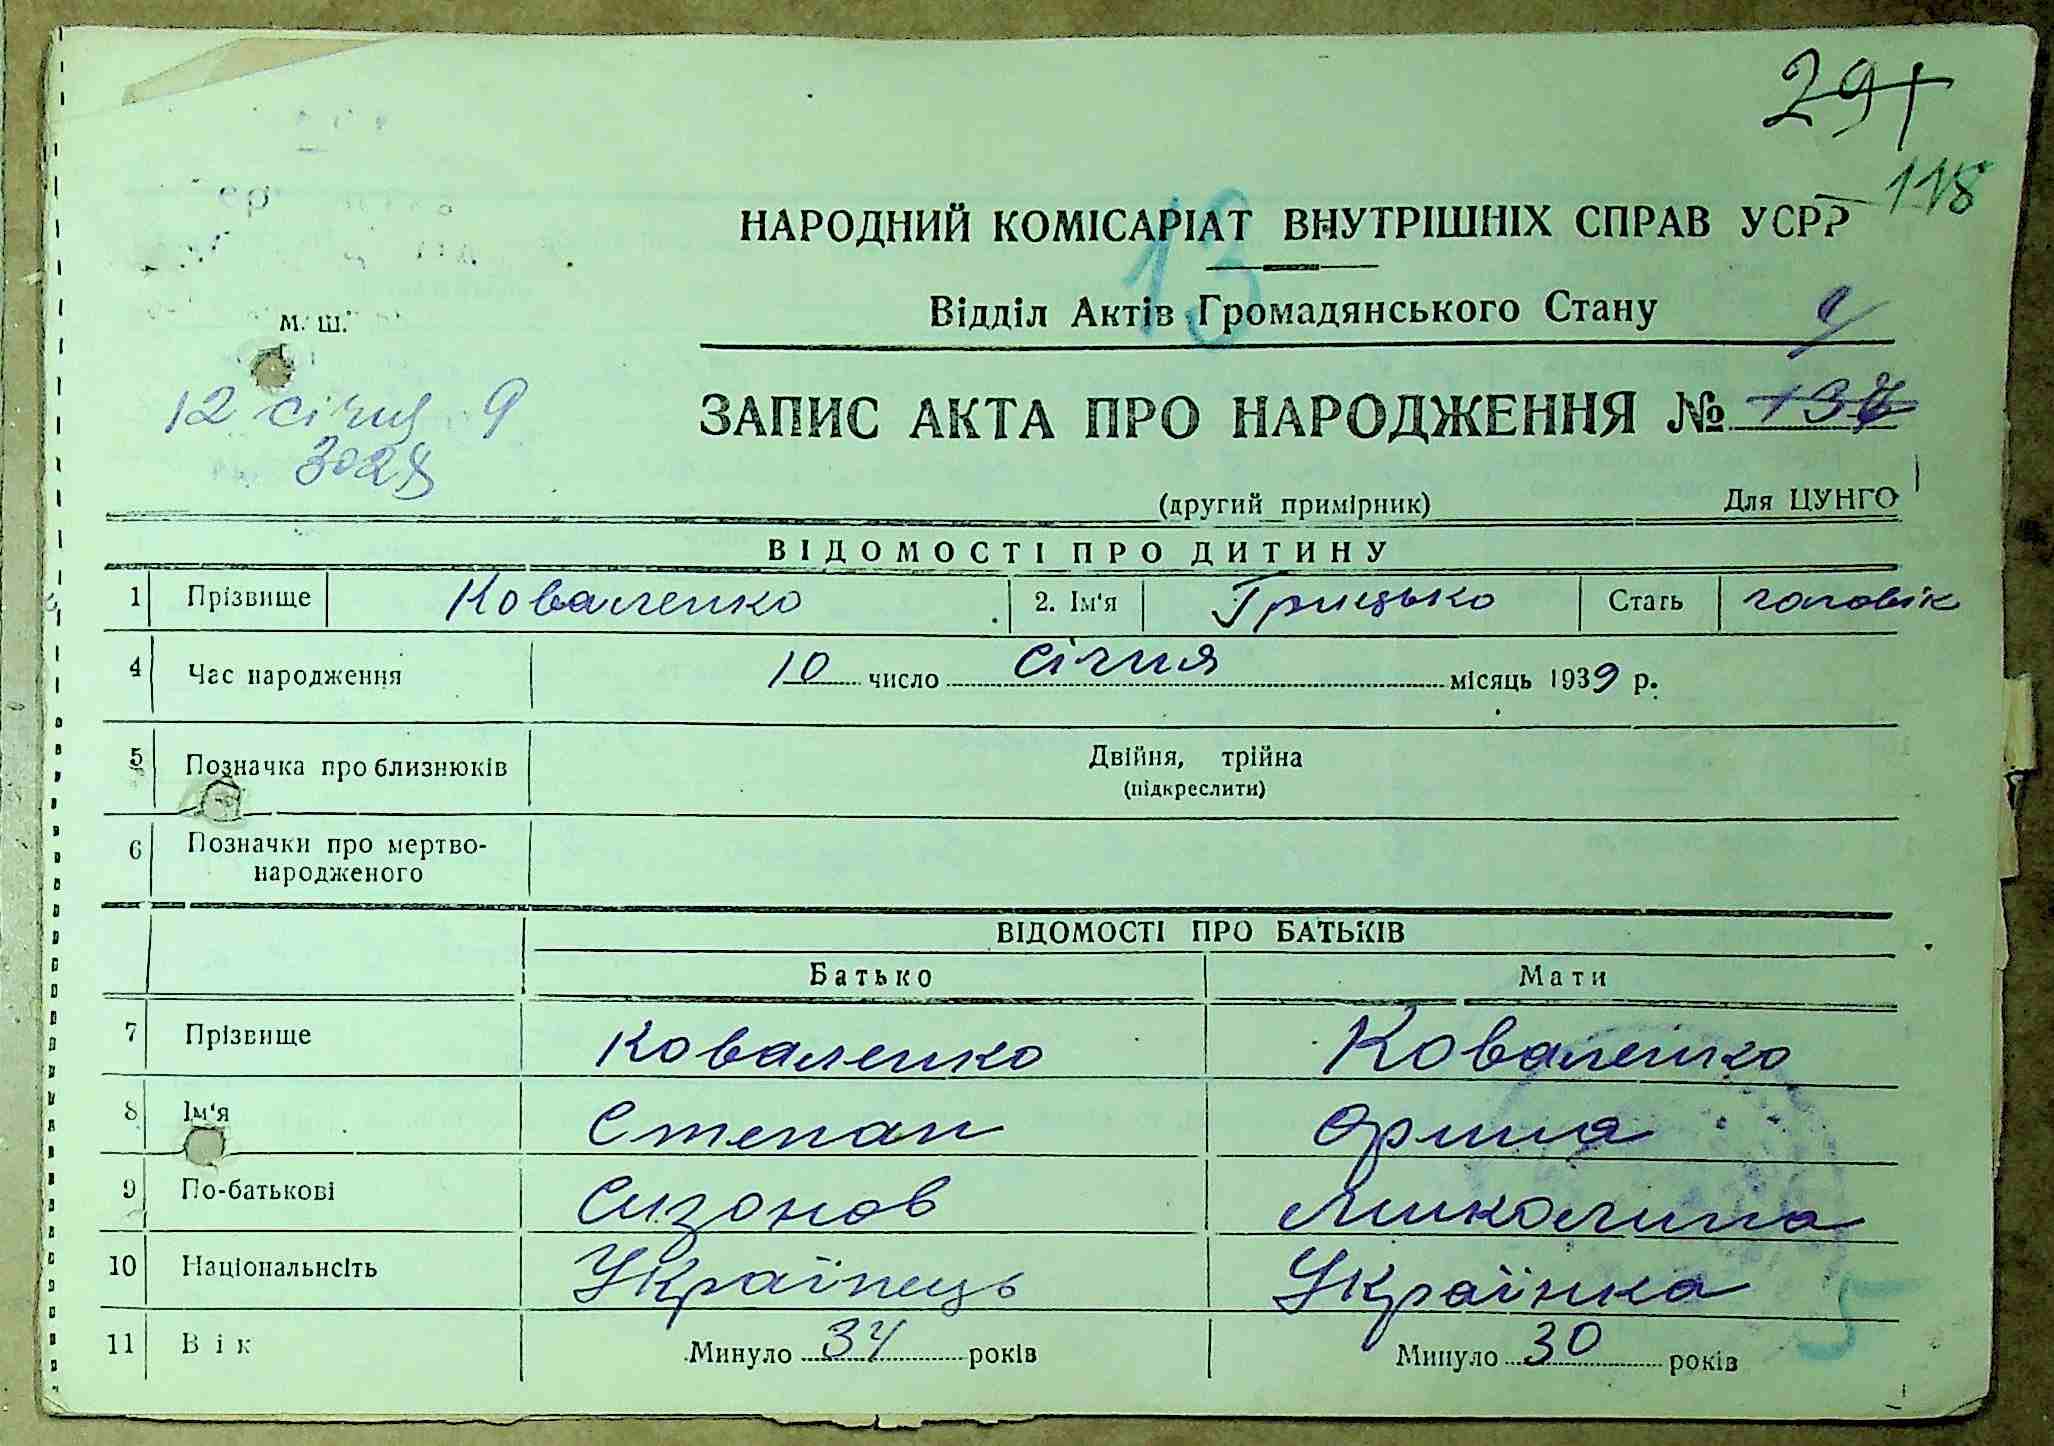 291
118
13
НАРОДНИЙ КОМІСАРІАТ ВНУТРІШНІХ СПРАВ УСРР
Відділ Актів Громадянського Стану
м. ш.
12 січня 9
ЗАПИС АКТА ПРО НАРОДЖЕННЯ №
(другий примірник) Для ЦУНГО
ВІДОМОСТІ ПРО ДИТИНУ
1 Прізвище Коваленко 2. Ім'я Грицько Стать чоловік
4 Час народження 10 число січня місяць 1939 р.
5 Позначка про близнюків Двійня, трійна
(підкреслити)
6 Позначки про мертво-
народженого
ВІДОМОСТІ ПРО БАТЬКІВ
Батько Мати
7 Прізвище Коваленко Коваленко
8 Ім'я Степан Орина
9 По-батькові Сизонов Миколина
10 Національнсіть Українець Українка
5
11 Вік Минуло 34 років Минуло 30 років